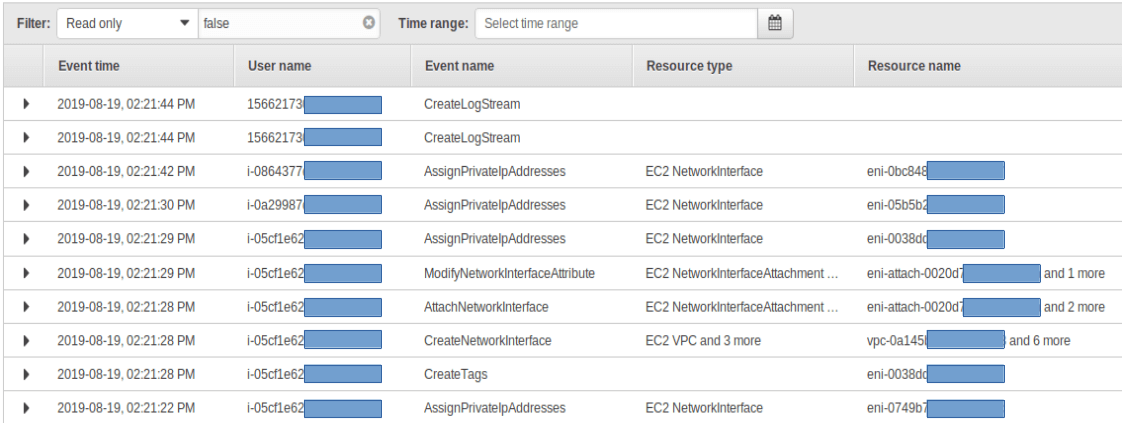 Filter: Read only false Time range: Select time range
Event time User name Event name Resource type Resource name
2019-08-19, 02:21:44 PM 15662173 CreateLogStream
2019-08-19, 02:21:44 PM 15662173 CreateLogStream
2019-08-19, 02:21:42 PM i-0864377 AssignPrivateIpAddresses EC2 NetworkInterface eni-0bc848
2019-08-19, 02:21:30 PM i-0a29987 AssignPrivateIpAddresses EC2 NetworkInterface eni-05b5b2
2019-08-19, 02:21:29 PM i-05cf1e62 AssignPrivateIpAddresses EC2 NetworkInterface eni-0038dc
2019-08-19, 02:21:29 PM i-05cf1e62 ModifyNetworkInterfaceAttribute EC2 NetworkInterfaceAttachment ... eni-attach-0020d7 and 1 more
2019-08-19, 02:21:28 PM i-05cf1e62 AttachNetworkInterface EC2 NetworkInterfaceAttachment ... eni-attach-0020d7 and 2 more
2019-08-19, 02:21:28 PM i-05cf1e62 CreateNetworkInterface EC2 VPC and 3 more vpc-0a145 and 6 more
2019-08-19, 02:21:28 PM i-05cf1e62 CreateTags eni-0038dc
2019-08-19, 02:21:22 PM i-05cf1e62 AssignPrivateIpAddresses EC2 NetworkInterface eni-0749b7